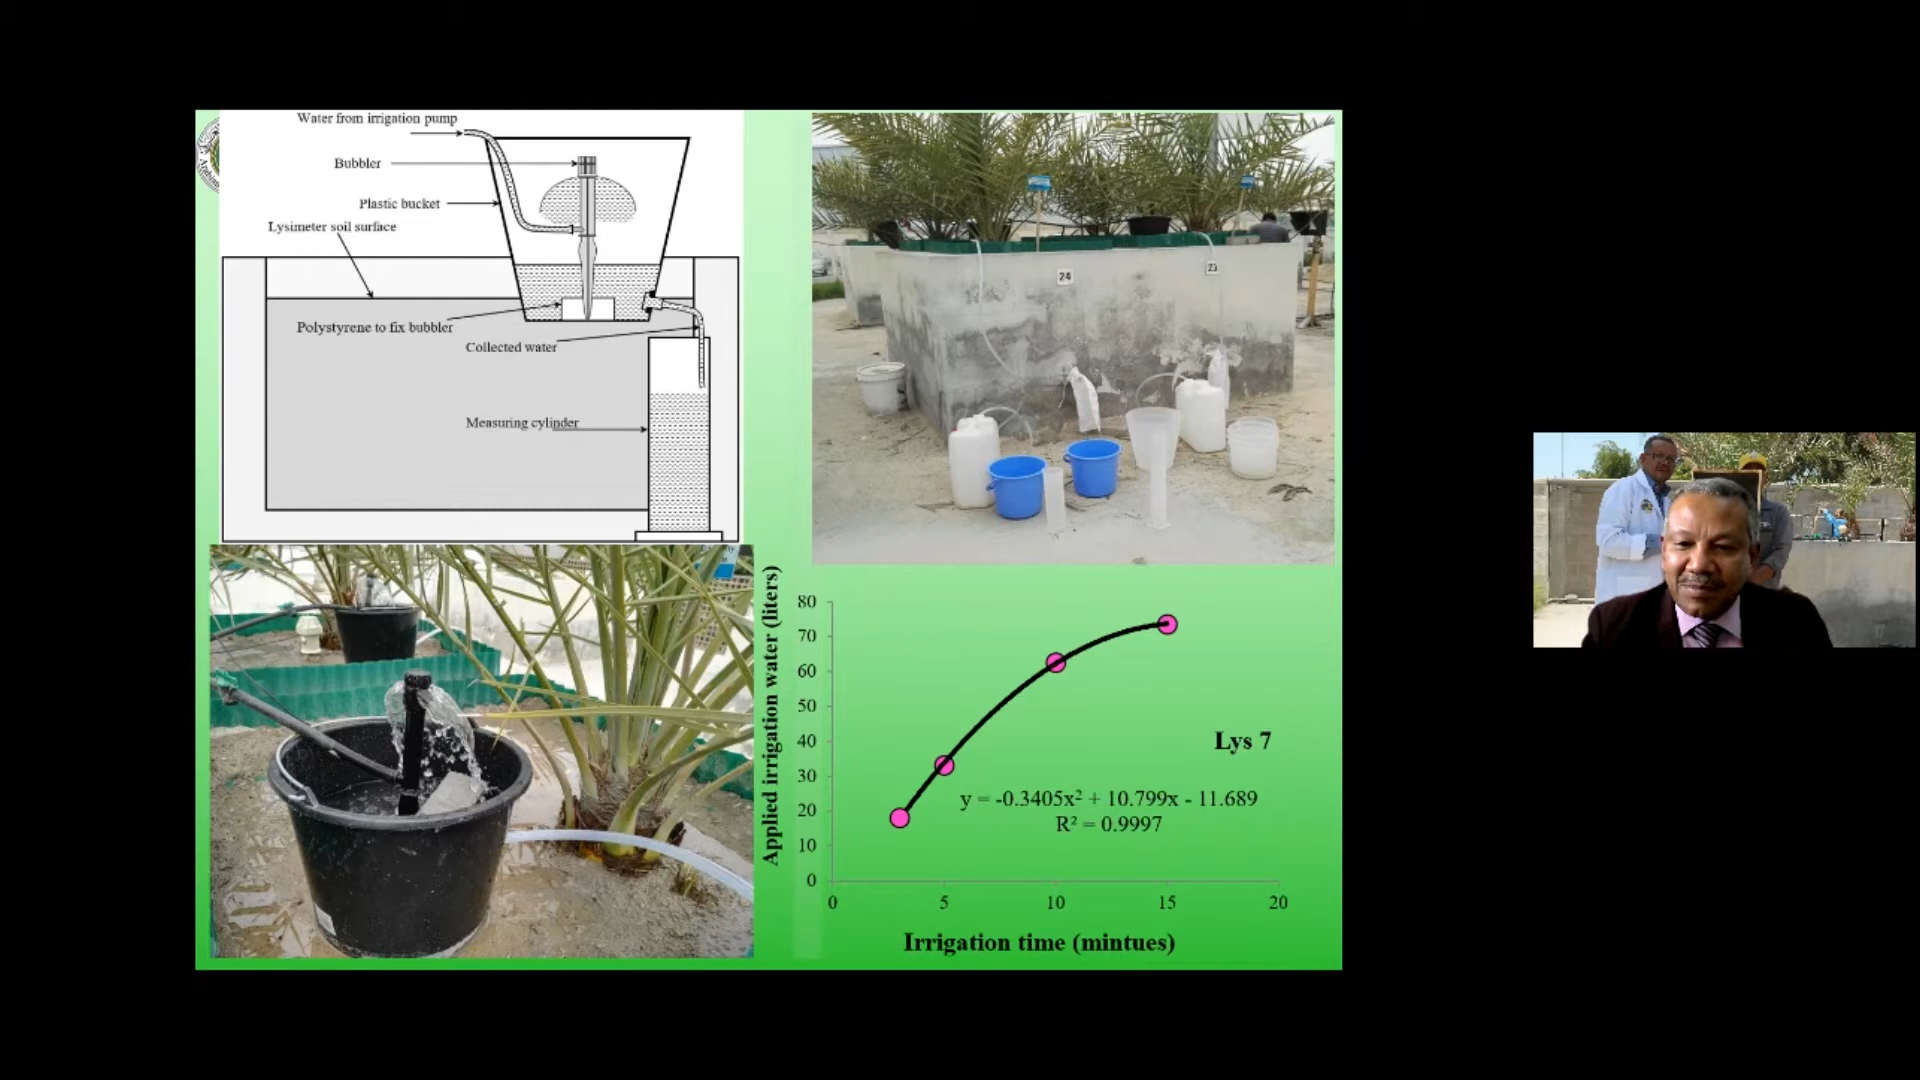 Water from irrigation pump
Bubbler
Plastic bucket
Lysimeter soil surface
Polystyrene to fix bubbler
Collected water
Measuring cylinder
24
23
Applied irrigation water (liters)
80
70
60
50
40
30
20
10
0
0 5 10 15 20
Lys 7
y = -0.3405x² + 10.799x - 11.689
R² = 0.9997
Irrigation time (mintues)